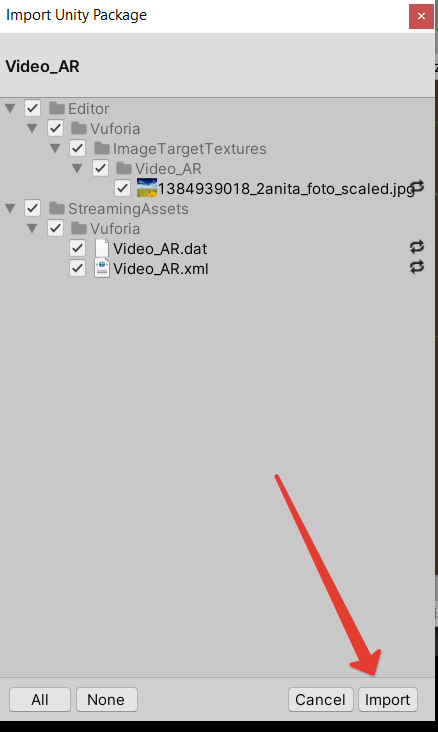 Import Unity Package
Video_AR
Editor
Vuforia
ImageTargetTextures
Video_AR
1384939018_2anita_foto_scaled.jpg
StreamingAssets
Vuforia
Video_AR.dat
Video_AR.xml
All None Cancel Import